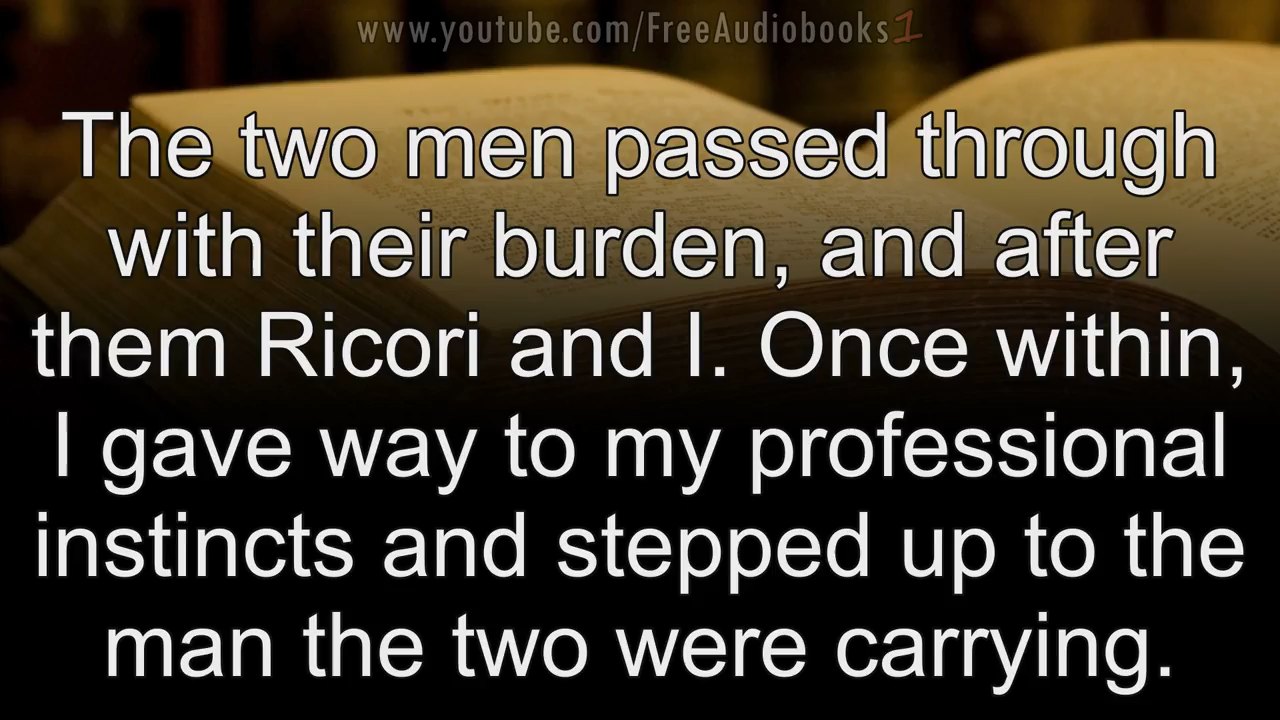 www.youtube.com/FreeAudiobooks1
The two men passed through
with their burden, and after
them Ricori and I. Once within,
I gave way to my professional
instincts and stepped up to the
man the two were carrying.